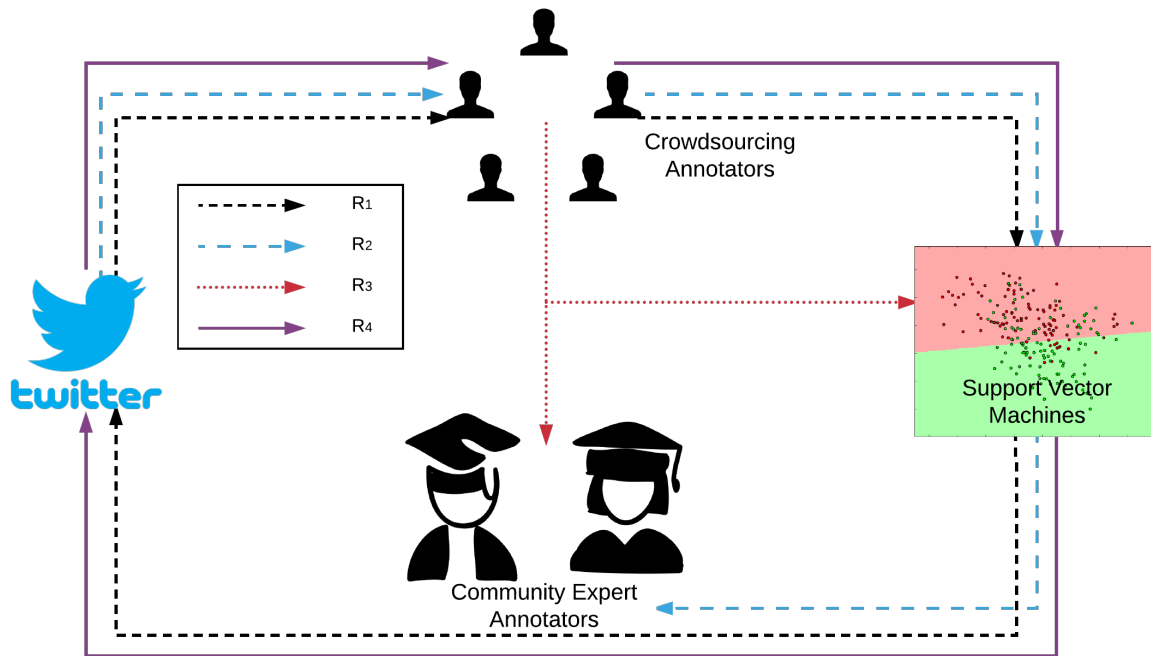 Crowdsourcing
Annotators
R1
R2
R3
R4
twitter
Support Vector
Machines
Community Expert
Annotators